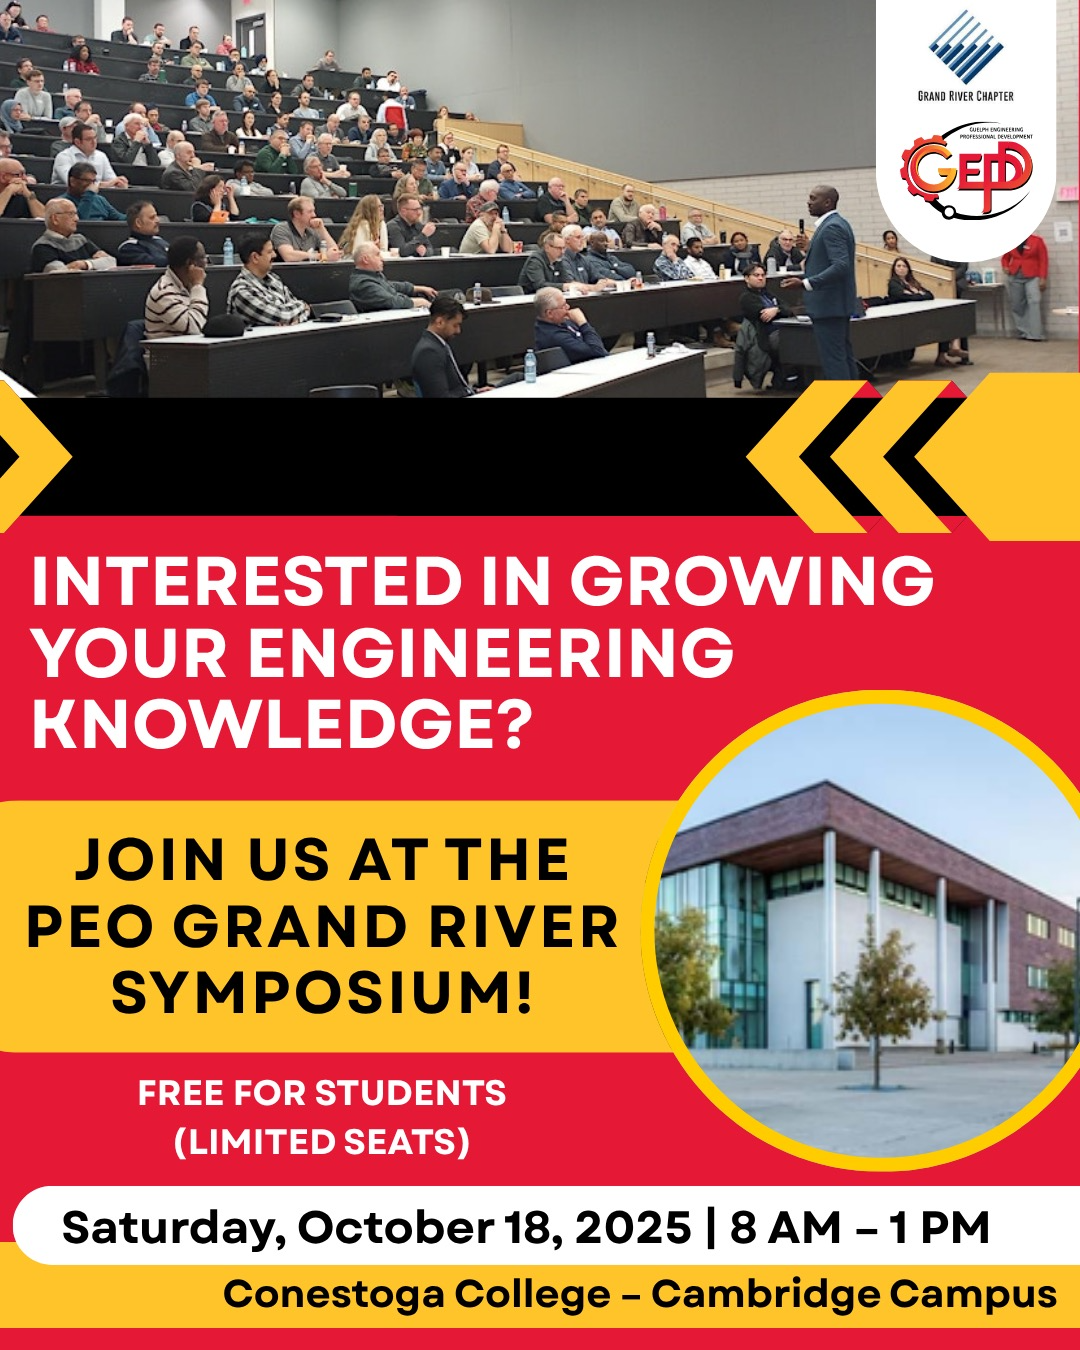 GRAND RIVER CHAPTER
GUELPH ENGINEERING
PROFESSIONAL DEVELOPMENT
GEPD
INTERESTED IN GROWING
YOUR ENGINEERING
KNOWLEDGE?
JOIN US AT THE
PEO GRAND RIVER
SYMPOSIUM!
FREE FOR STUDENTS
(LIMITED SEATS)
Saturday, October 18, 2025 | 8 AM – 1 PM
Conestoga College – Cambridge Campus